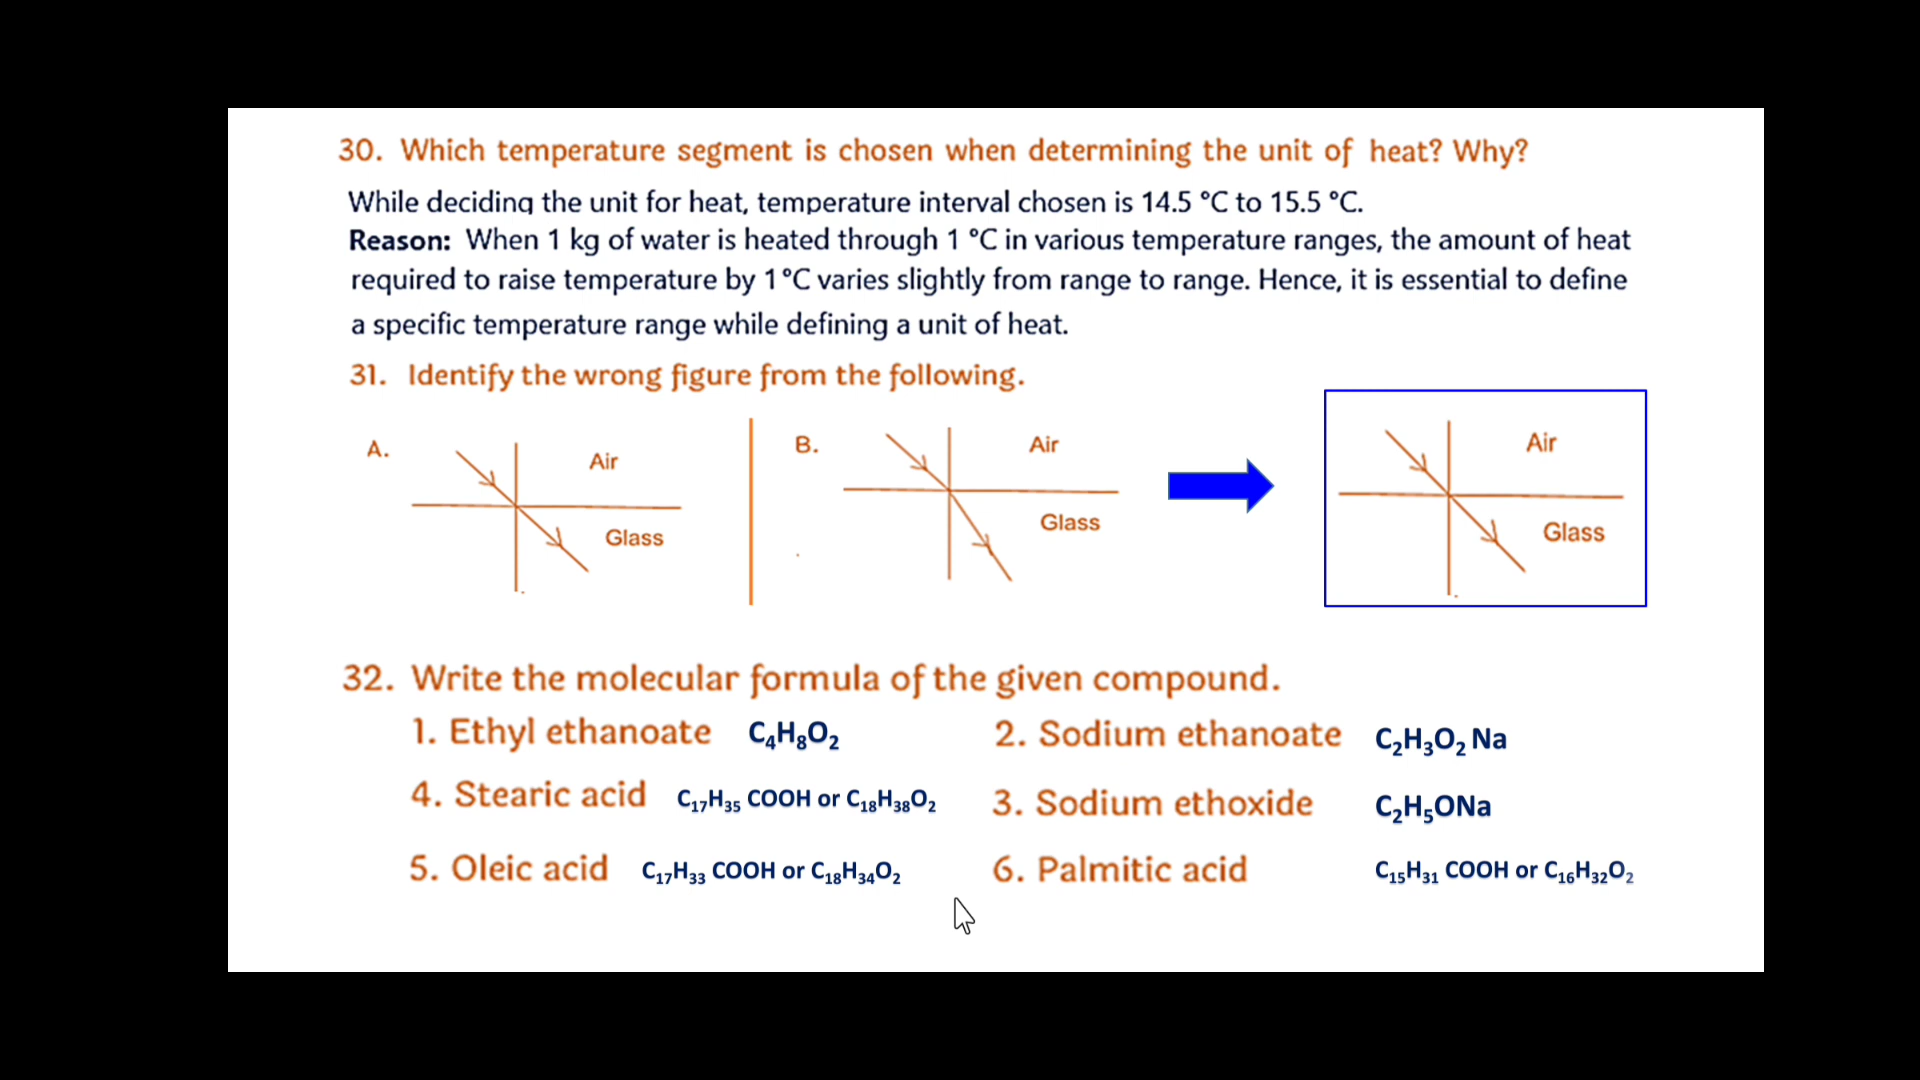 30. Which temperature segment is chosen when determining the unit of heat? Why?
While deciding the unit for heat, temperature interval chosen is 14.5 °C to 15.5 °C.
Reason: When 1 kg of water is heated through 1 °C in various temperature ranges, the amount of heat
required to raise temperature by 1 °C varies slightly from range to range. Hence, it is essential to define
a specific temperature range while defining a unit of heat.
31. Identify the wrong figure from the following.
A.
Air
Glass
B.
Air
Glass
Air
Glass
32. Write the molecular formula of the given compound.
1. Ethyl ethanoate C₄H₈O₂
2. Sodium ethanoate C₂H₃O₂ Na
4. Stearic acid C₁₇H₃₅ COOH or C₁₈H₃₈O₂
3. Sodium ethoxide C₂H₅ONa
5. Oleic acid C₁₇H₃₃ COOH or C₁₈H₃₄O₂
6. Palmitic acid C₁₅H₃₁ COOH or C₁₆H₃₂O₂